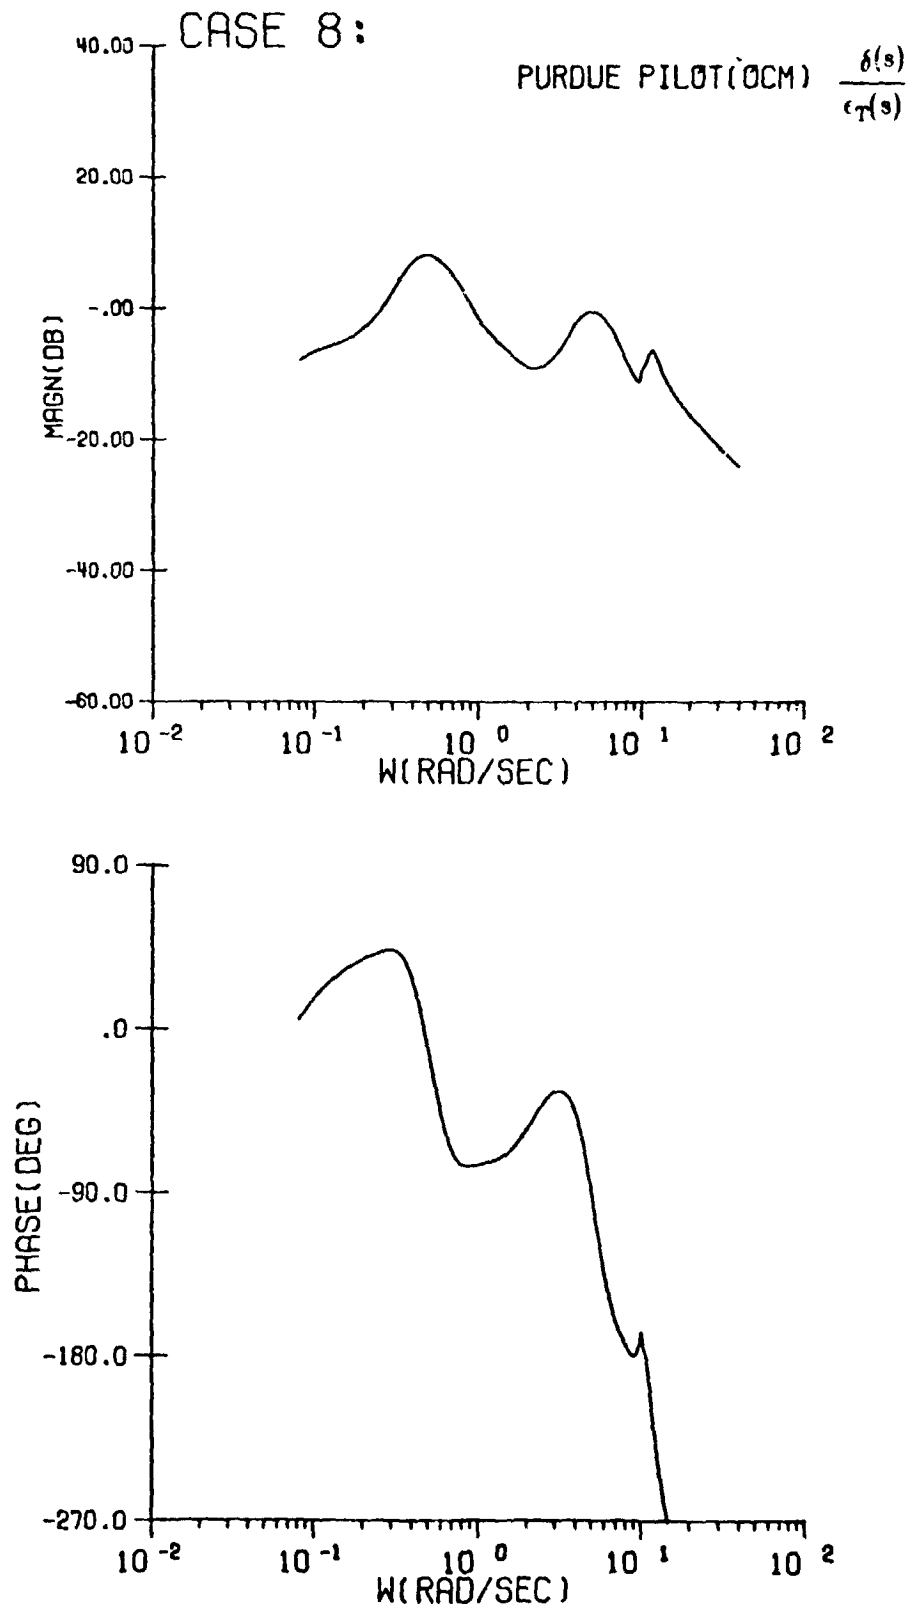 CASE 8:
PURDUE PILOT(OCM) δ(s)
ϵT(s)
40.00
20.00
-.00
-20.00
-40.00
-60.00
MAGN(DB)
10-2 10-1 10 0 10 1 10 2
W(RAD/SEC)
90.0
.0
-90.0
-180.0
-270.0
PHASE(DEG)
10-2 10-1 10 0 10 1 10 2
W(RAD/SEC)